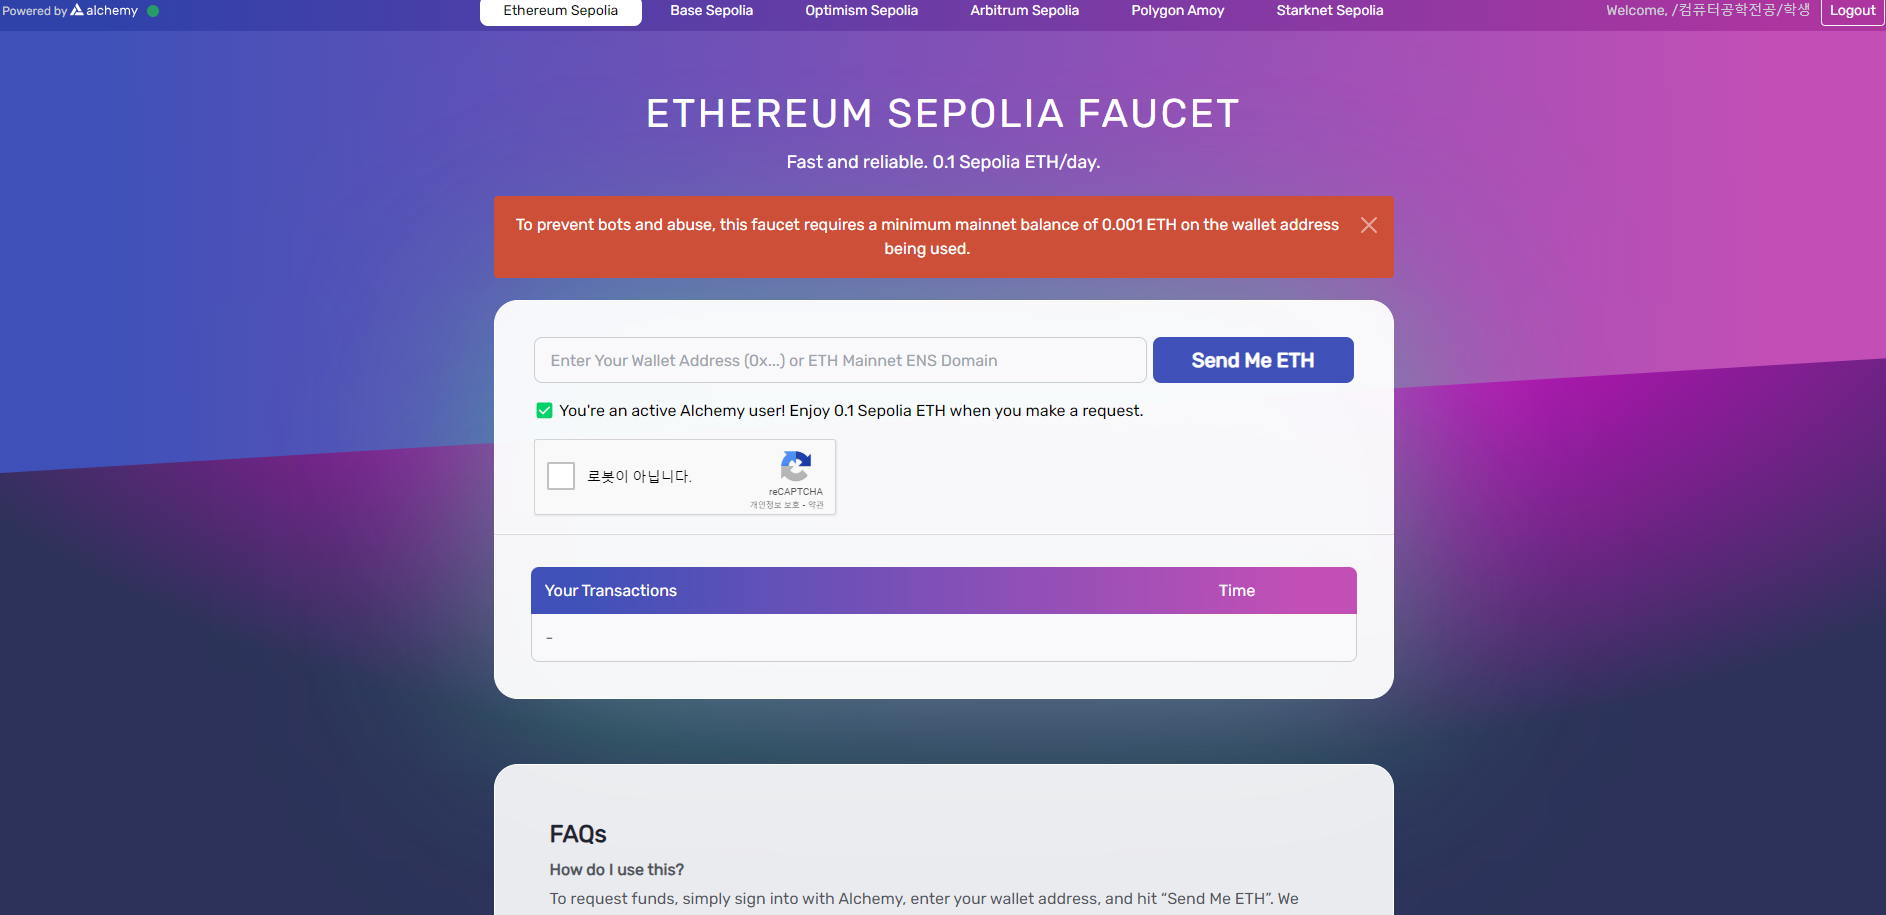 Powered by alchemy
Ethereum Sepolia
Base Sepolia
Optimism Sepolia
Arbitrum Sepolia
Polygon Amoy
Starknet Sepolia
Welcome, /컴퓨터공학전공/학생
Logout
ETHEREUM SEPOLIA FAUCET
Fast and reliable. 0.1 Sepolia ETH/day.
To prevent bots and abuse, this faucet requires a minimum mainnet balance of 0.001 ETH on the wallet address
being used.
Enter Your Wallet Address (0x...) or ETH Mainnet ENS Domain
Send Me ETH
You're an active Alchemy user! Enjoy 0.1 Sepolia ETH when you make a request.
로봇이 아닙니다.
reCAPTCHA
개인정보 보호 - 약관
Your Transactions
Time
-
FAQs
How do I use this?
To request funds, simply sign into with Alchemy, enter your wallet address, and hit “Send Me ETH”. We